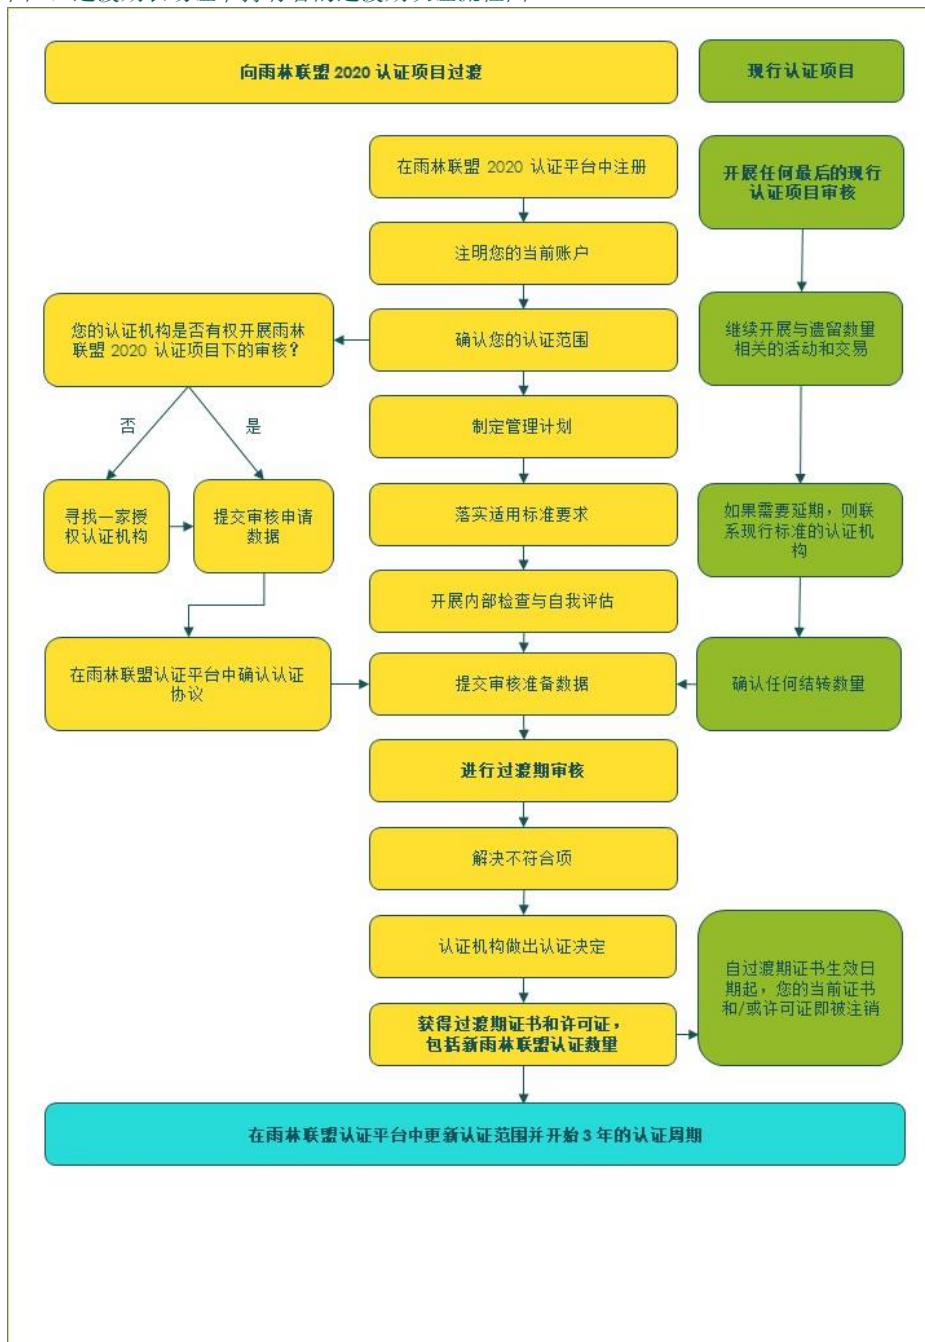 向雨林联盟 2020 认证项目过渡
现行认证项目
在雨林联盟 2020 认证平台中注册
开展任何最后的现行
认证项目审核
注明您的当前账户
您的认证机构是否有权开展雨林
联盟 2020 认证项目下的审核?
确认您的认证范围
继续开展与遗留数量
相关的活动和交易
制定管理计划
否
是
寻找一家授
权认证机构
提交审核申请
数据
落实适用标准要求
如果需要延期，则联
系现行标准的认证机
构
开展内部检查与自我评估
在雨林联盟认证平台中确认认证
协议
提交审核准备数据
确认任何结转数量
进行过渡期审核
解决不符合项
认证机构做出认证决定
自过渡期证书生效日
期起，您的当前证书
和/或许可证即被注销
获得过渡期证书和许可证，
包括新雨林联盟认证数量
在雨林联盟认证平台中更新认证范围并开始 3 年的认证周期